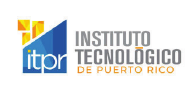 itpr
INSTITUTO
TECNOLÓGICO
DE PUERTO RICO